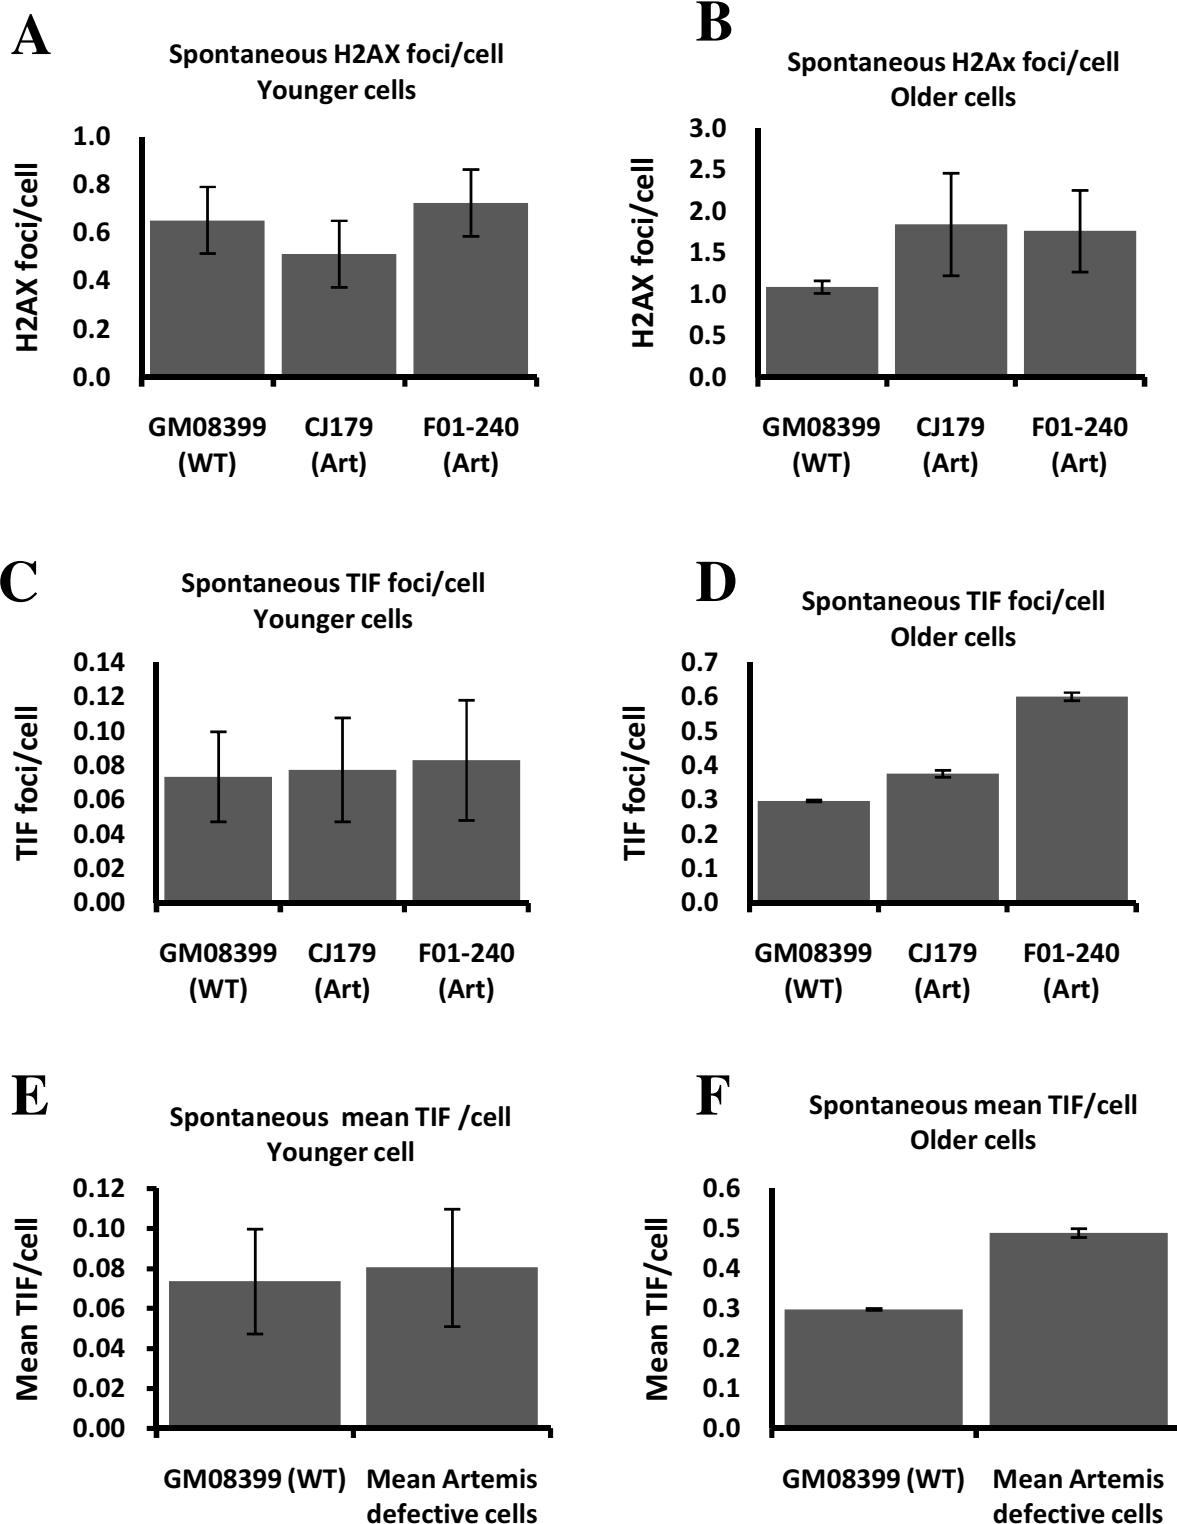 A
Spontaneous H2AX foci/cell
Younger cells
H2AX foci/cell
1.0
0.8
0.6
0.4
0.2
0.0
GM08399 CJ179 F01-240
(WT) (Art) (Art)
B
Spontaneous H2Ax foci/cell
Older cells
H2AX foci/cell
3.0
2.5
2.0
1.5
1.0
0.5
0.0
GM08399 CJ179 F01-240
(WT) (Art) (Art)
C
Spontaneous TIF foci/cell
Younger cells
TIF foci/cell
0.14
0.12
0.10
0.08
0.06
0.04
0.02
0.00
GM08399 CJ179 F01-240
(WT) (Art) (Art)
D
Spontaneous TIF foci/cell
Older cells
TIF foci/cell
0.7
0.6
0.5
0.4
0.3
0.2
0.1
0.0
GM08399 CJ179 F01-240
(WT) (Art) (Art)
E
Spontaneous mean TIF /cell
Younger cell
Mean TIF/cell
0.12
0.10
0.08
0.06
0.04
0.02
0.00
GM08399 (WT) Mean Artemis
defective cells
F
Spontaneous mean TIF/cell
Older cells
Mean TIF/cell
0.6
0.5
0.4
0.3
0.2
0.1
0.0
GM08399 (WT) Mean Artemis
defective cells